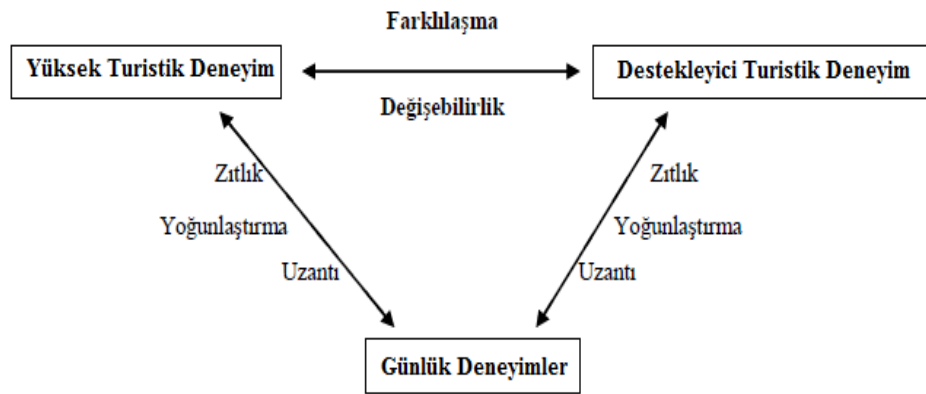 Farklılaşma
Yüksek Turistik Deneyim
Destekleyici Turistik Deneyim
Değişebilirlik
Zıtlık
Zıtlık
Yoğunlaştırma
Yoğunlaştırma
Uzantı
Uzantı
Günlük Deneyimler